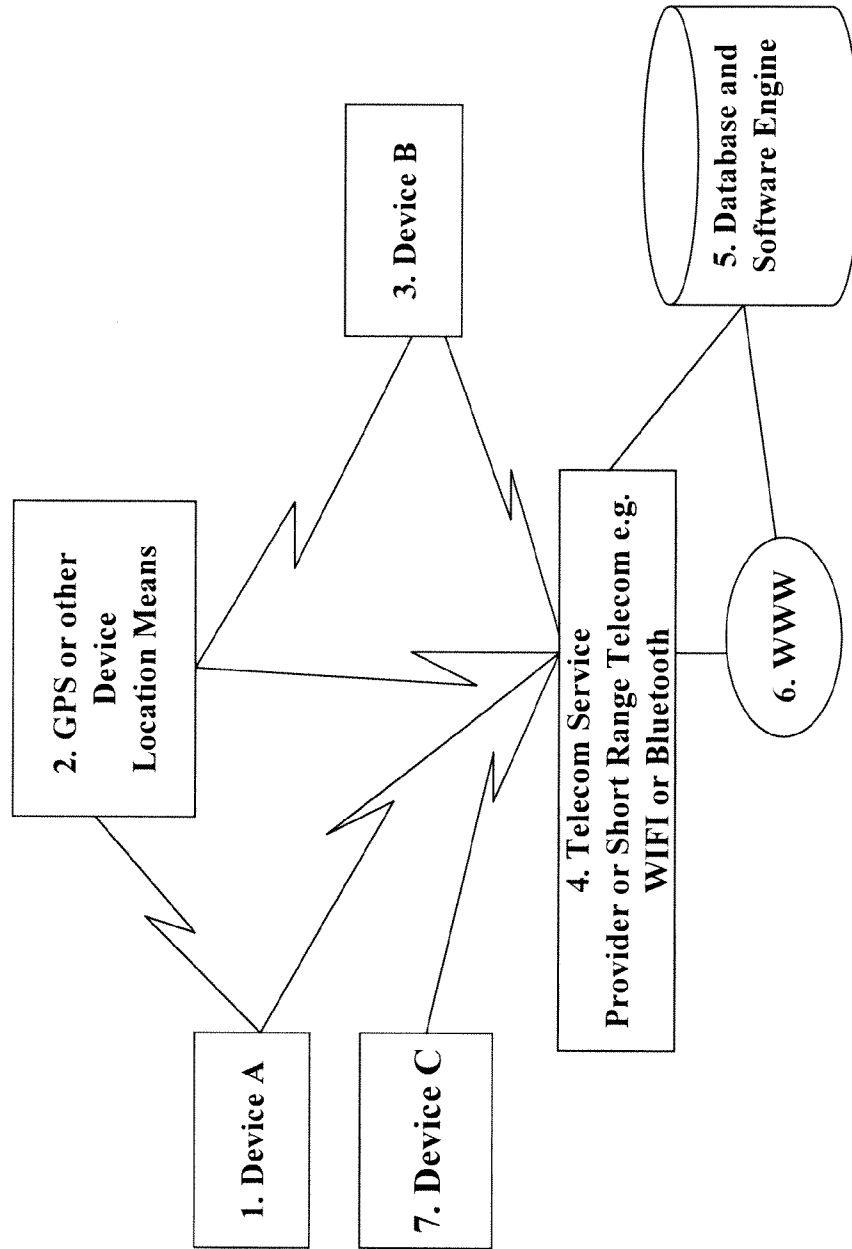 1. Device A
2. GPS or other
Device
Location Means
3. Device B
7. Device C
4. Telecom Service
Provider or Short Range Telecom e.g.
WIFI or Bluetooth
5. Database and
Software Engine
6. WWW